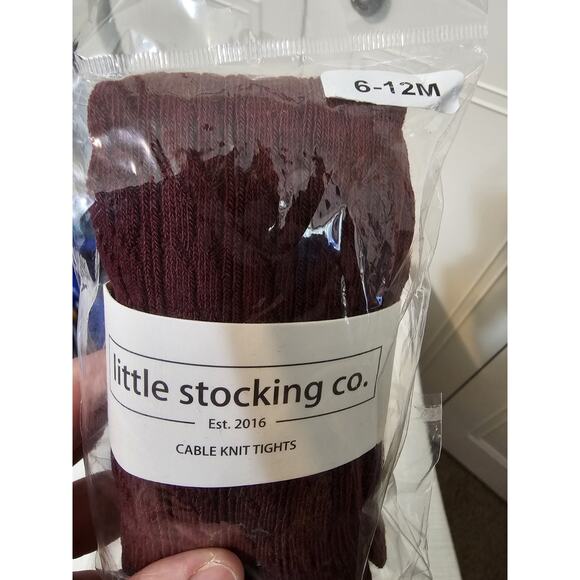 6-12M
little stocking co.
Est. 2016
CABLE KNIT TIGHTS